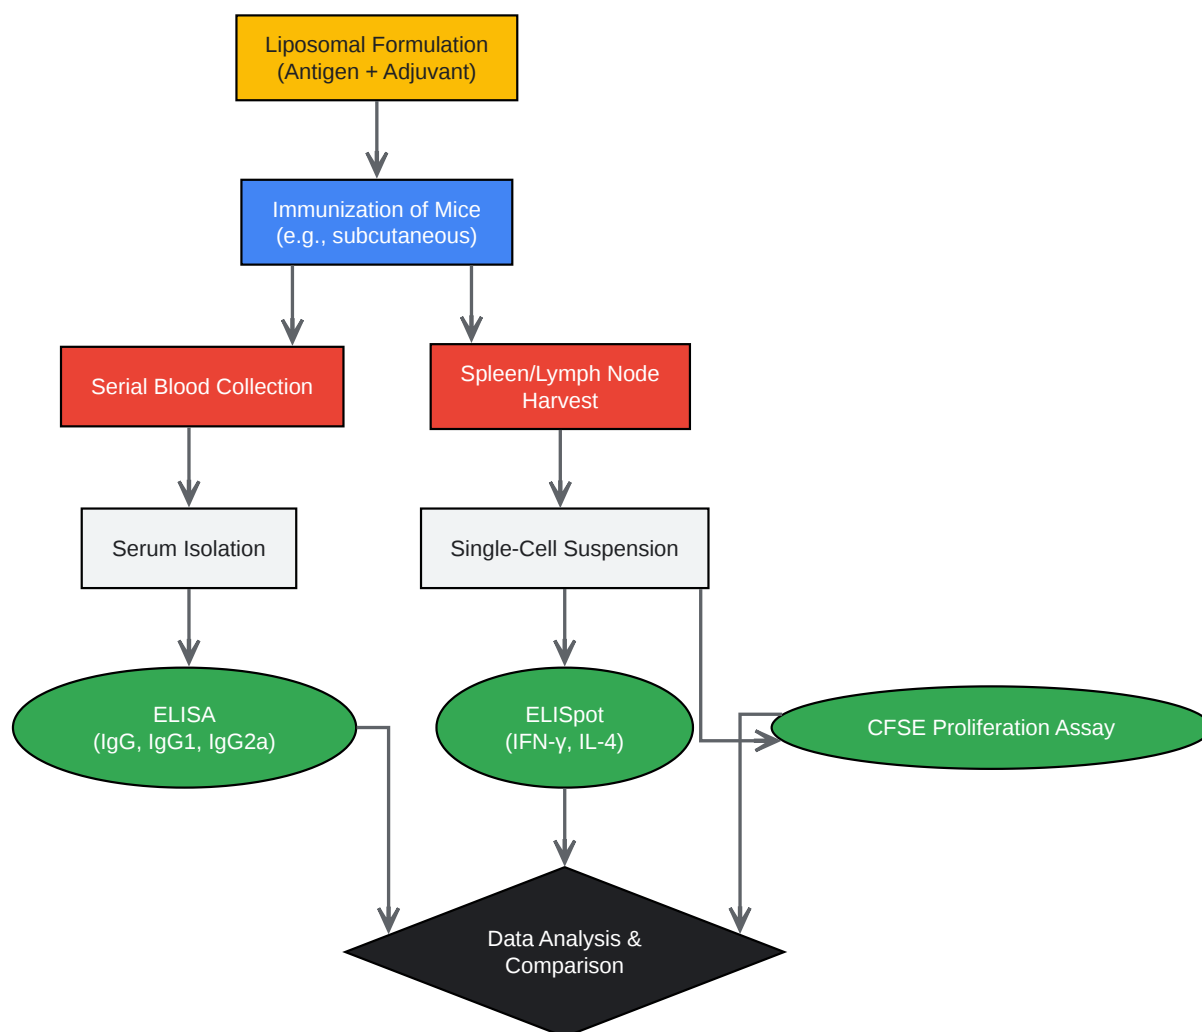 Liposomal Formulation
(Antigen + Adjuvant)
Immunization of Mice
(e.g., subcutaneous)
Serial Blood Collection
Spleen/Lymph Node
Harvest
Serum Isolation
Single-Cell Suspension
ELISA
(IgG, IgG1, IgG2a)
ELISpot
(IFN-γ, IL-4)
CFSE Proliferation Assay
Data Analysis &
Comparison